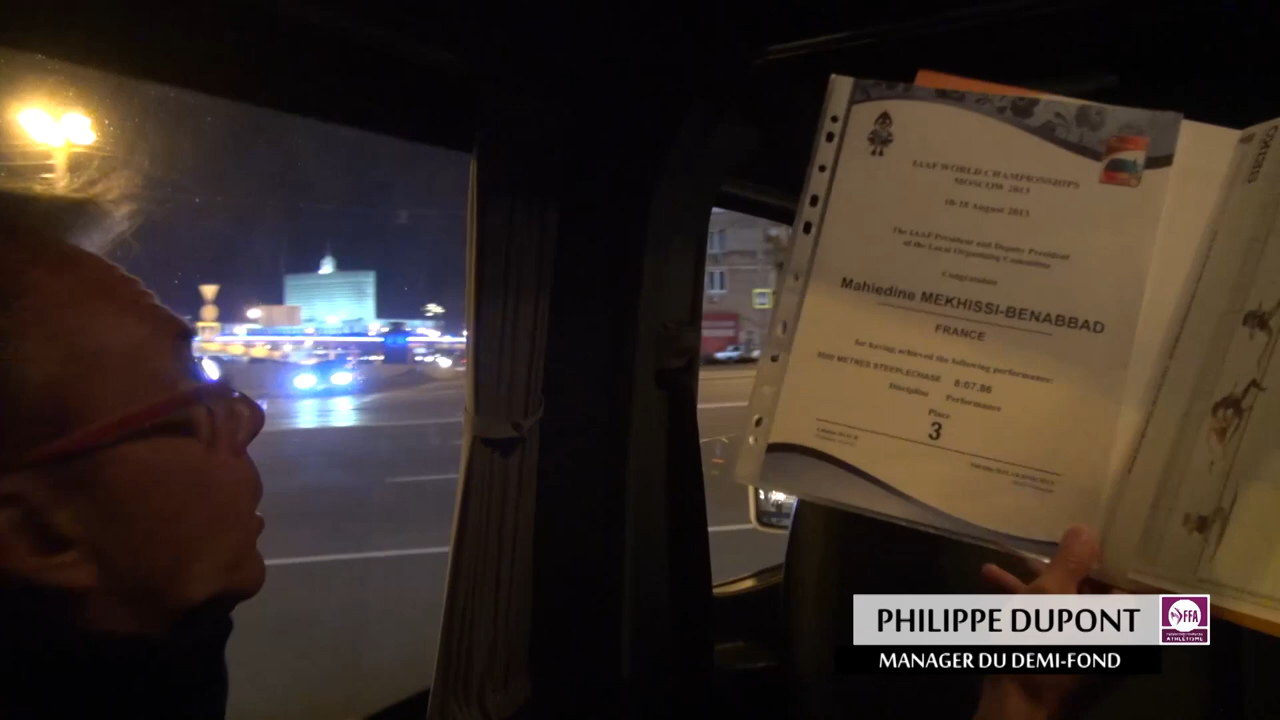 IAAF WORLD CHAMPIONSHIPS
MOSCOW 2013
10-18 August 2013
The IAAF President and Deputy President
of the Local Organising Committee
Congratulate
Mahiedine MEKHISSI-BENABBAD
FRANCE
for having achieved the following performance:
3000 METRES STEEPLECHASE 8:07.86
Discipline Performance
Place
3
PHILIPPE DUPONT
FFA
ATHLÉTISME
MANAGER DU DEMI-FOND